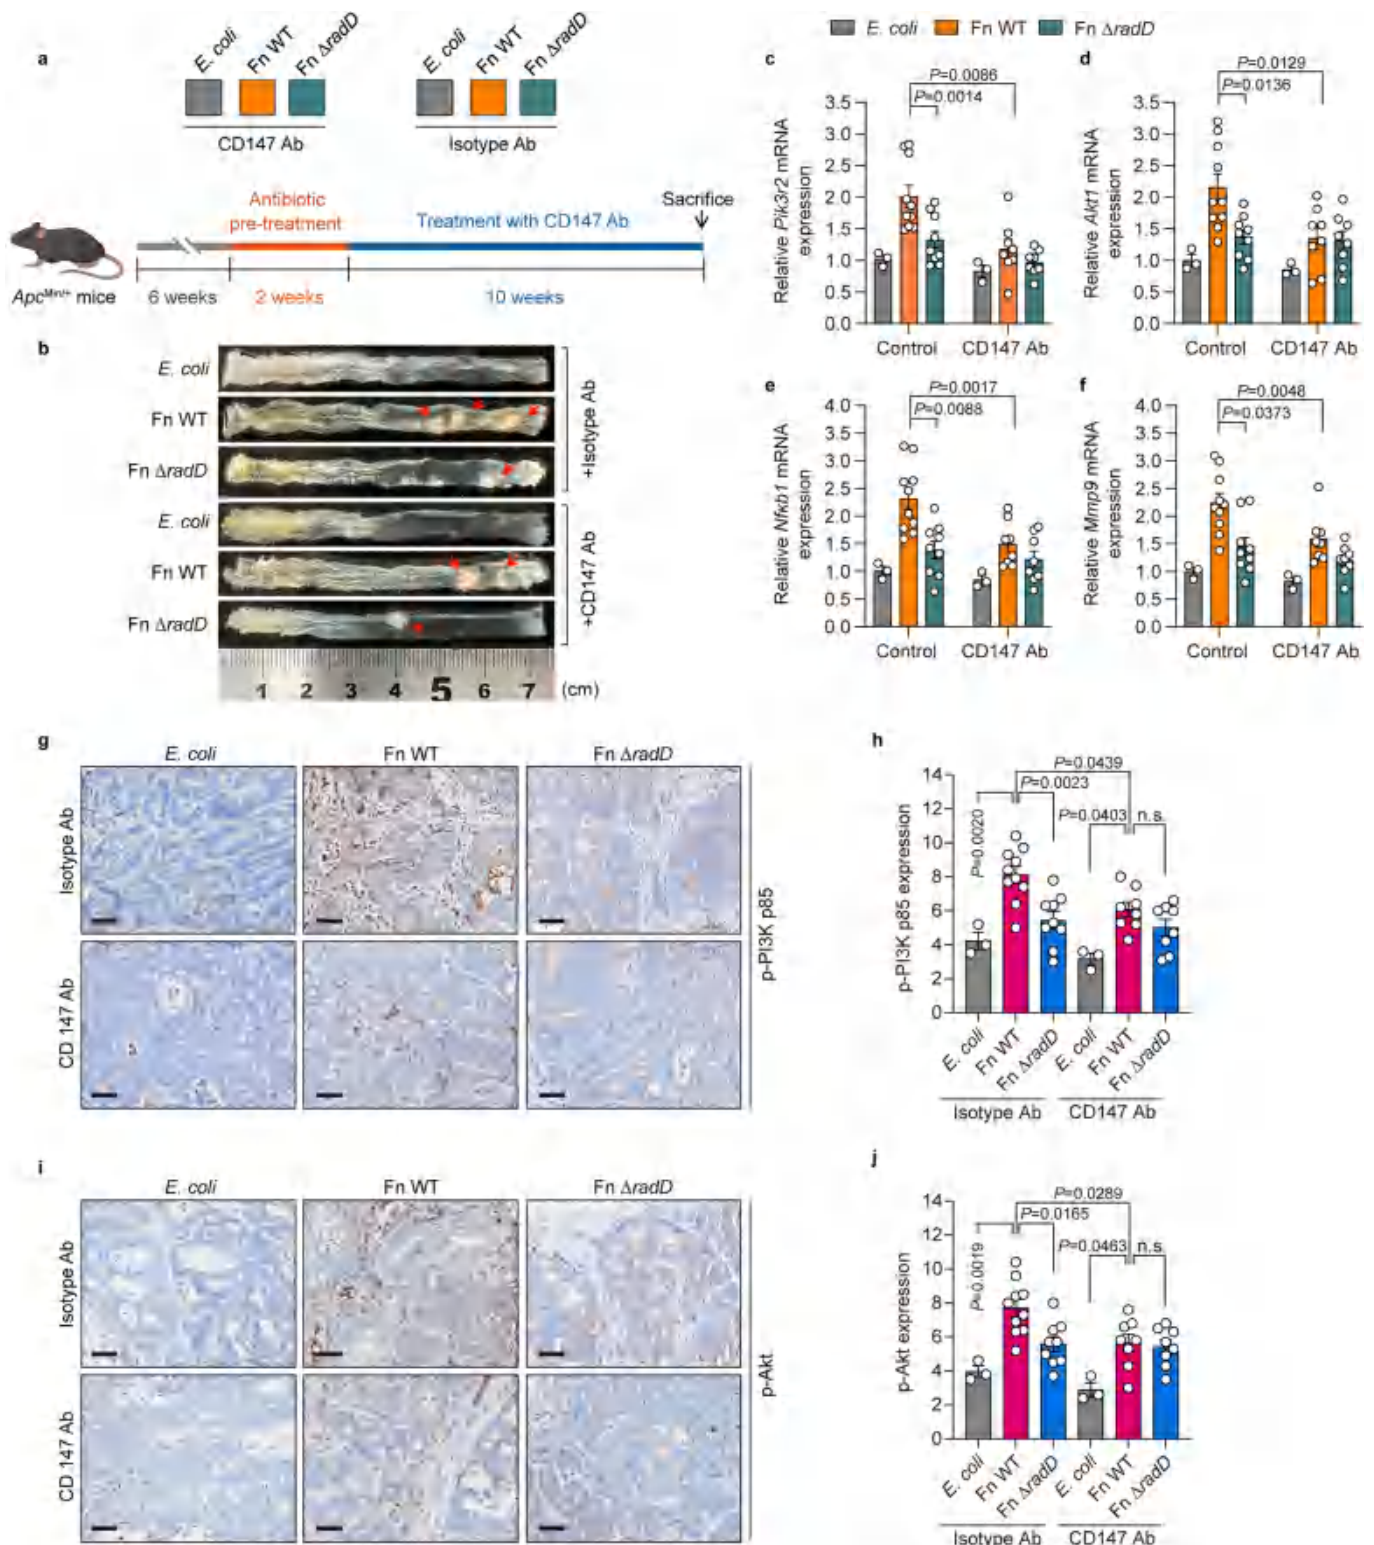 E. coli Fn WT Fn ΔradD
a
E. coli Fn WT Fn ΔradD E. coli Fn WT Fn ΔradD
CD147 Ab Isotype Ab
Antibiotic
pre-treatment
Treatment with CD147 Ab
Sacrifice
Apc^Min/+ mice
6 weeks 2 weeks 10 weeks
b
E. coli
Fn WT
Fn ΔradD
+Isotype Ab
E. coli
Fn WT
Fn ΔradD
+CD147 Ab
1 2 3 4 5 6 7 (cm)
c
P=0.0086
P=0.0014
Relative Pik3r2 mRNA
expression
3.5
3.0
2.5
2.0
1.5
1.0
0.5
0.0
Control CD147 Ab
d
P=0.0129
P=0.0136
Relative Akt1 mRNA
expression
3.5
3.0
2.5
2.0
1.5
1.0
0.5
0.0
Control CD147 Ab
e
P=0.0017
P=0.0088
Relative Nfkb1 mRNA
expression
4.0
3.5
3.0
2.5
2.0
1.5
1.0
0.5
0.0
Control CD147 Ab
f
P=0.0048
P=0.0373
Relative Mmp9 mRNA
expression
4.0
3.5
3.0
2.5
2.0
1.5
1.0
0.5
0.0
Control CD147 Ab
g
E. coli Fn WT Fn ΔradD
Isotype Ab
CD 147 Ab
p-PI3K p85
h
P=0.0439
P=0.0023
P=0.0403 n.s.
P=0.0020
p-PI3K p85 expression
14
12
10
8
6
4
2
0
E. coli Fn WT Fn ΔradD E. coli Fn WT Fn ΔradD
Isotype Ab CD147 Ab
i
E. coli Fn WT Fn ΔradD
Isotype Ab
CD 147 Ab
p-Akt
j
P=0.0289
P=0.0165
P=0.0463 n.s.
P=0.0019
p-Akt expression
14
12
10
8
6
4
2
0
E. coli Fn WT Fn ΔradD E. coli Fn WT Fn ΔradD
Isotype Ab CD147 Ab